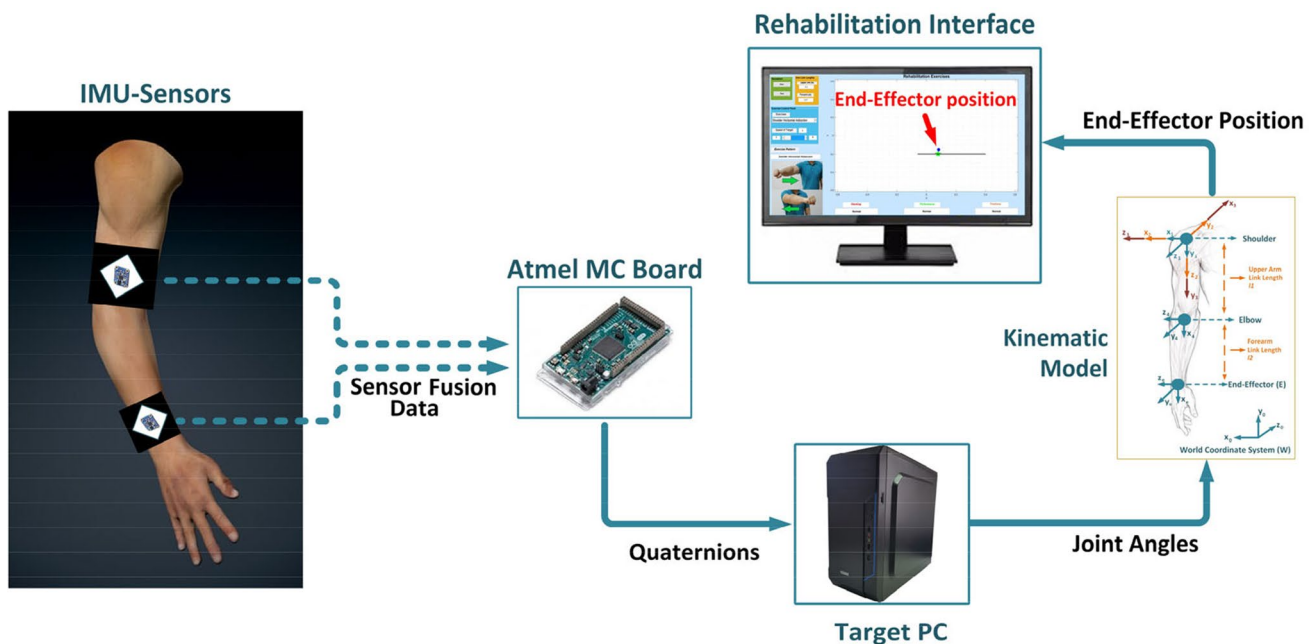 Rehabilitation Interface
IMU-Sensors
Rehabilitation Exercises
End-Effector position
End-Effector Position
Atmel MC Board
Sensor Fusion
Data
Kinematic
Model
Shoulder
Upper Arm
Link Length
l1
Elbow
Forearm
Link Length
l2
End-Effector (E)
World Coordinate System (W)
Quaternions
Joint Angles
Target PC